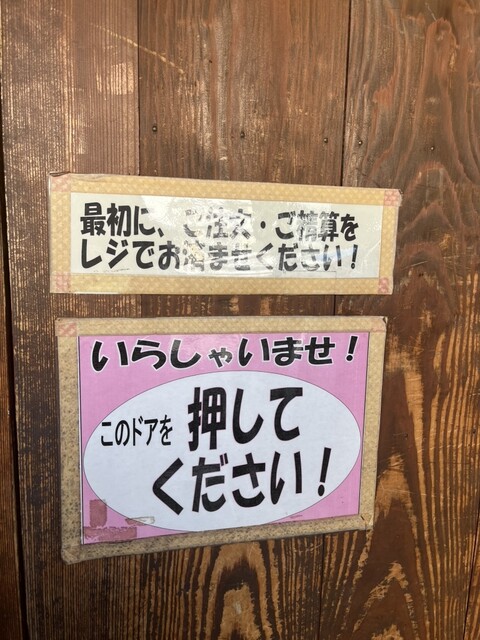 最初に、ご注文・ご精算を
レジでお済ませください！
いらしゃいませ！
このドアを 押して
ください！